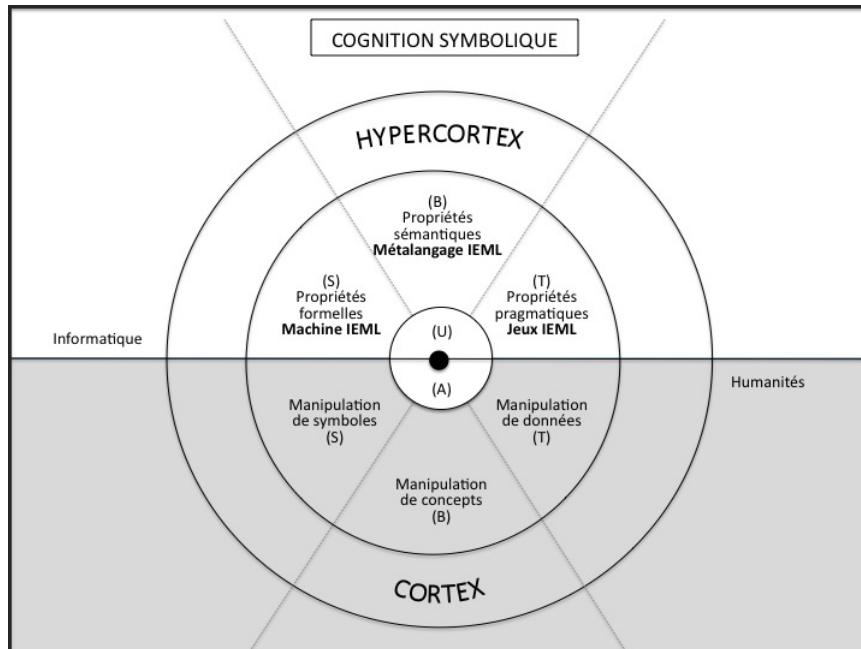 COGNITION SYMBOLIQUE
HYPERCORTEX
(B)
Propriétés
sémantiques
Métalangage IEML
(S)
Propriétés
formelles
Machine IEML
(T)
Propriétés
pragmatiques
Jeux IEML
(U)
Informatique
(A)
Humanités
Manipulation
de symboles
(S)
Manipulation
de données
(T)
Manipulation
de concepts
(B)
CORTEX